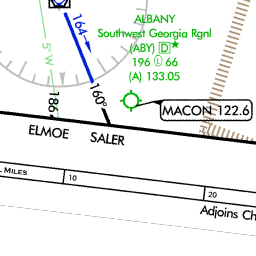 ALBANY
Southwest Georgia Rgnl
(ABY) D★
196 Ⓛ 66
(A) 133.05
164
5°W
186
160°
MACON 122.6
ELMOE
SALER
MILES
10
20
Adjoins Ch